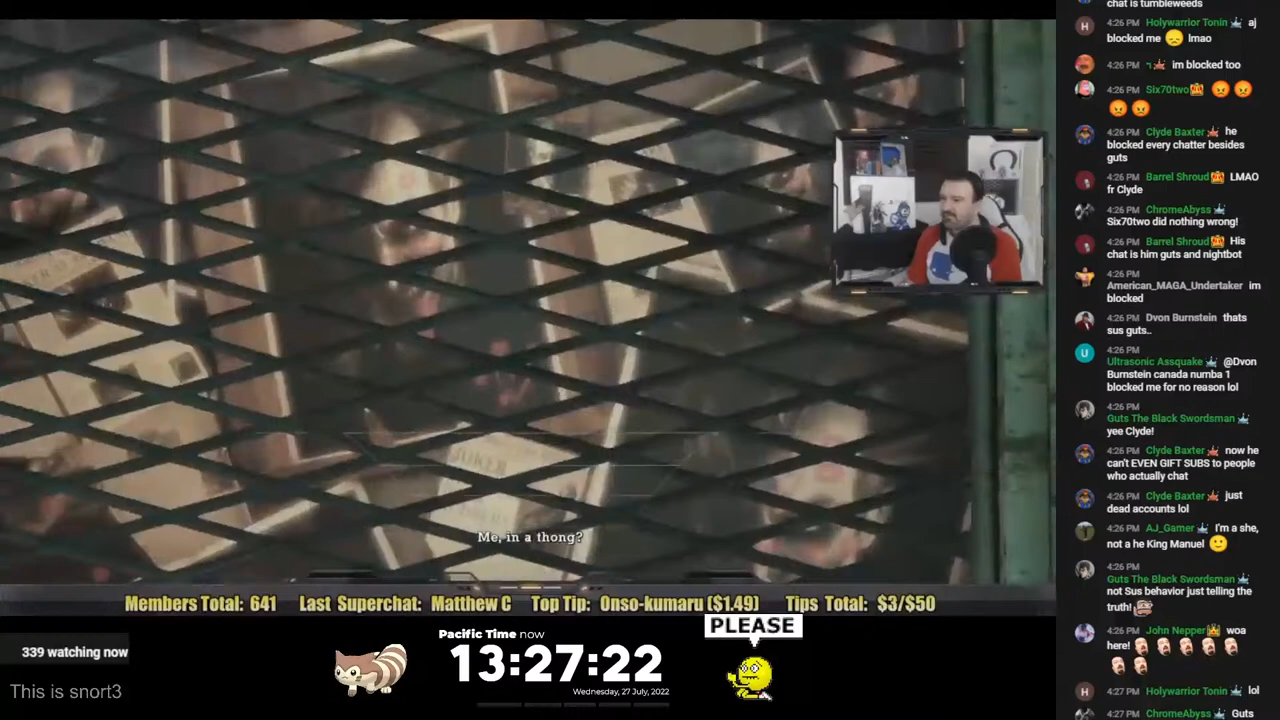 Me, in a thong?
Members Total: 641 Last Superchat: Matthew C Top Tip: Onso-kumaru ($1.49) Tips Total: $3/$50
339 watching now
This is snort3
Pacific Time now
13:27:22
Wednesday, 27 July, 2022
PLEASE
chat is tumbleweeds
4:26 PM Holywarrior Tonin aj
blocked me lmao
4:26 PM im blocked too
4:26 PM Six70two
4:26 PM Clyde Baxter he
blocked every chatter besides
guts
4:26 PM Barrel Shroud LMAO
fr Clyde
4:26 PM ChromeAbyss
Six70two did nothing wrong!
4:26 PM Barrel Shroud His
chat is him guts and nightbot
4:26 PM
American_MAGA_Undertaker im
blocked
4:26 PM Dvon Burnstein thats
sus guts..
4:26 PM
Ultrasonic Assquake @Dvon
Burnstein canada numba 1
blocked me for no reason lol
4:26 PM
Guts The Black Swordsman
yee Clyde!
4:26 PM Clyde Baxter now he
can't EVEN GIFT SUBS to people
who actually chat
4:26 PM Clyde Baxter just
dead accounts lol
4:26 PM AJ_Gamer I'm a she,
not a he King Manuel
4:26 PM
Guts The Black Swordsman
not Sus behavior just telling the
truth!
4:26 PM John Nepper woa
here!
4:27 PM Holywarrior Tonin lol
4:27 PM ChromeAbyss Guts